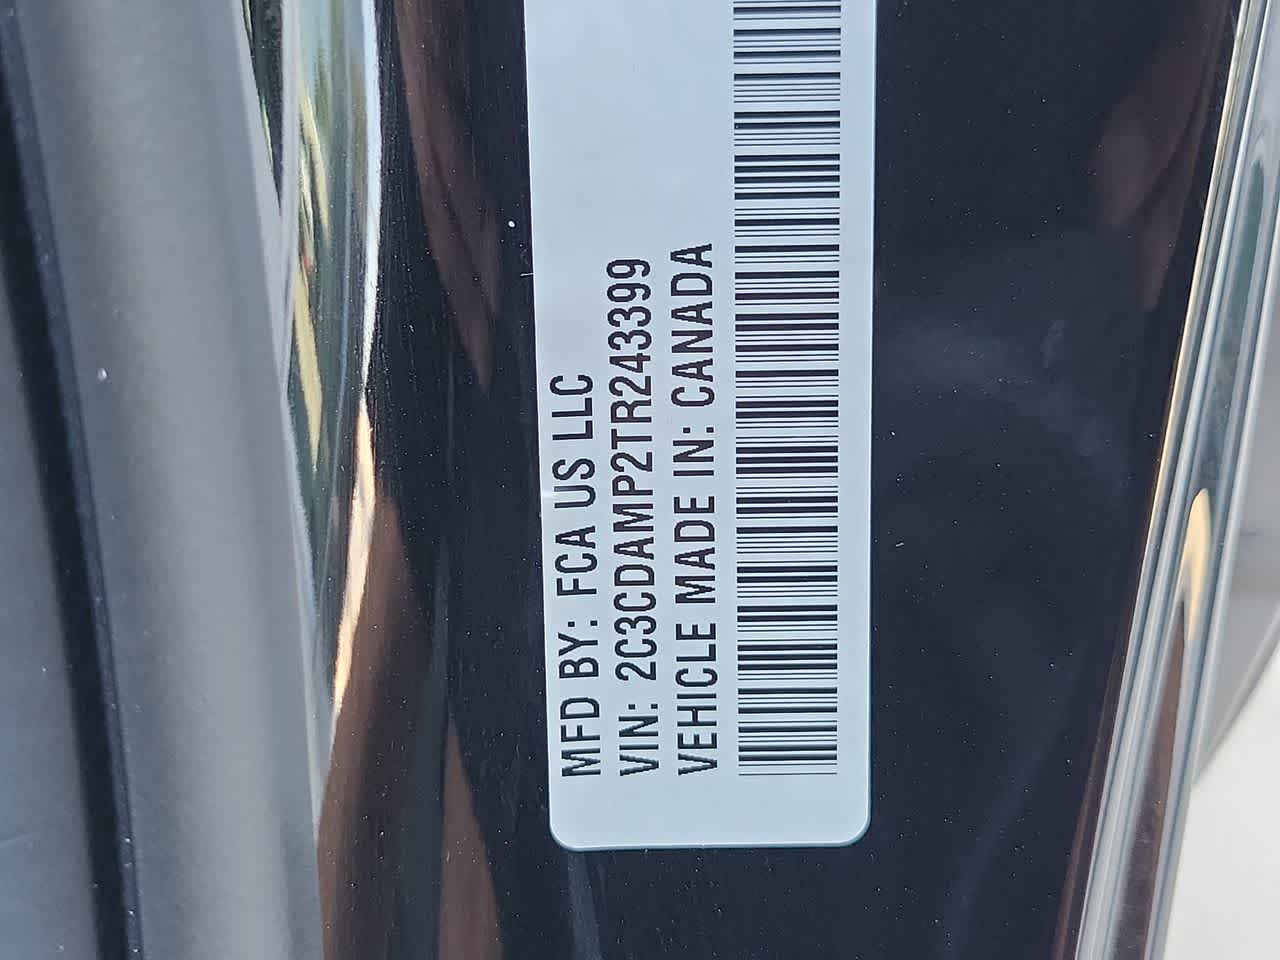 MFD BY: FCA US LLC
VIN: 2C3CDAMP2TR243399
VEHICLE MADE IN: CANADA